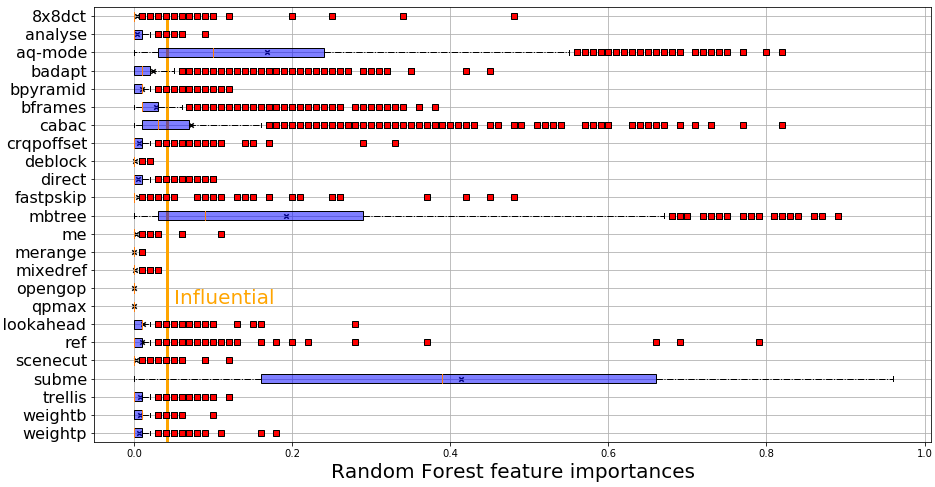 8x8dct
analyse
aq-mode
badapt
bpyramid
bframes
cabac
crqpoffset
deblock
direct
fastpskip
mbtree
me
merange
mixedref
opengop
Influential
qpmax
lookahead
ref
scenecut
subme
trellis
weightb
weightp
0.0 0.2 0.4 0.6 0.8 1.0
Random Forest feature importances